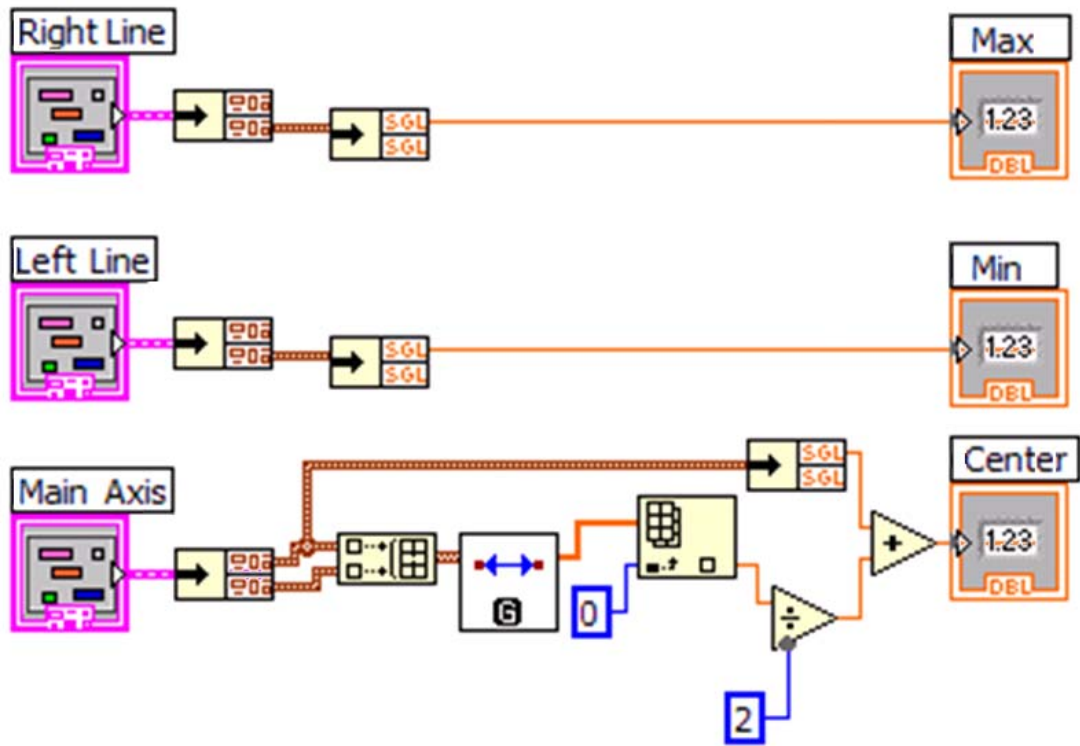 Right Line
Max
SGL
SGL
1.23
DBL
Left Line
Min
SGL
SGL
1.23
DBL
Main Axis
SGL
SGL
Center
1.23
DBL
G
0
2